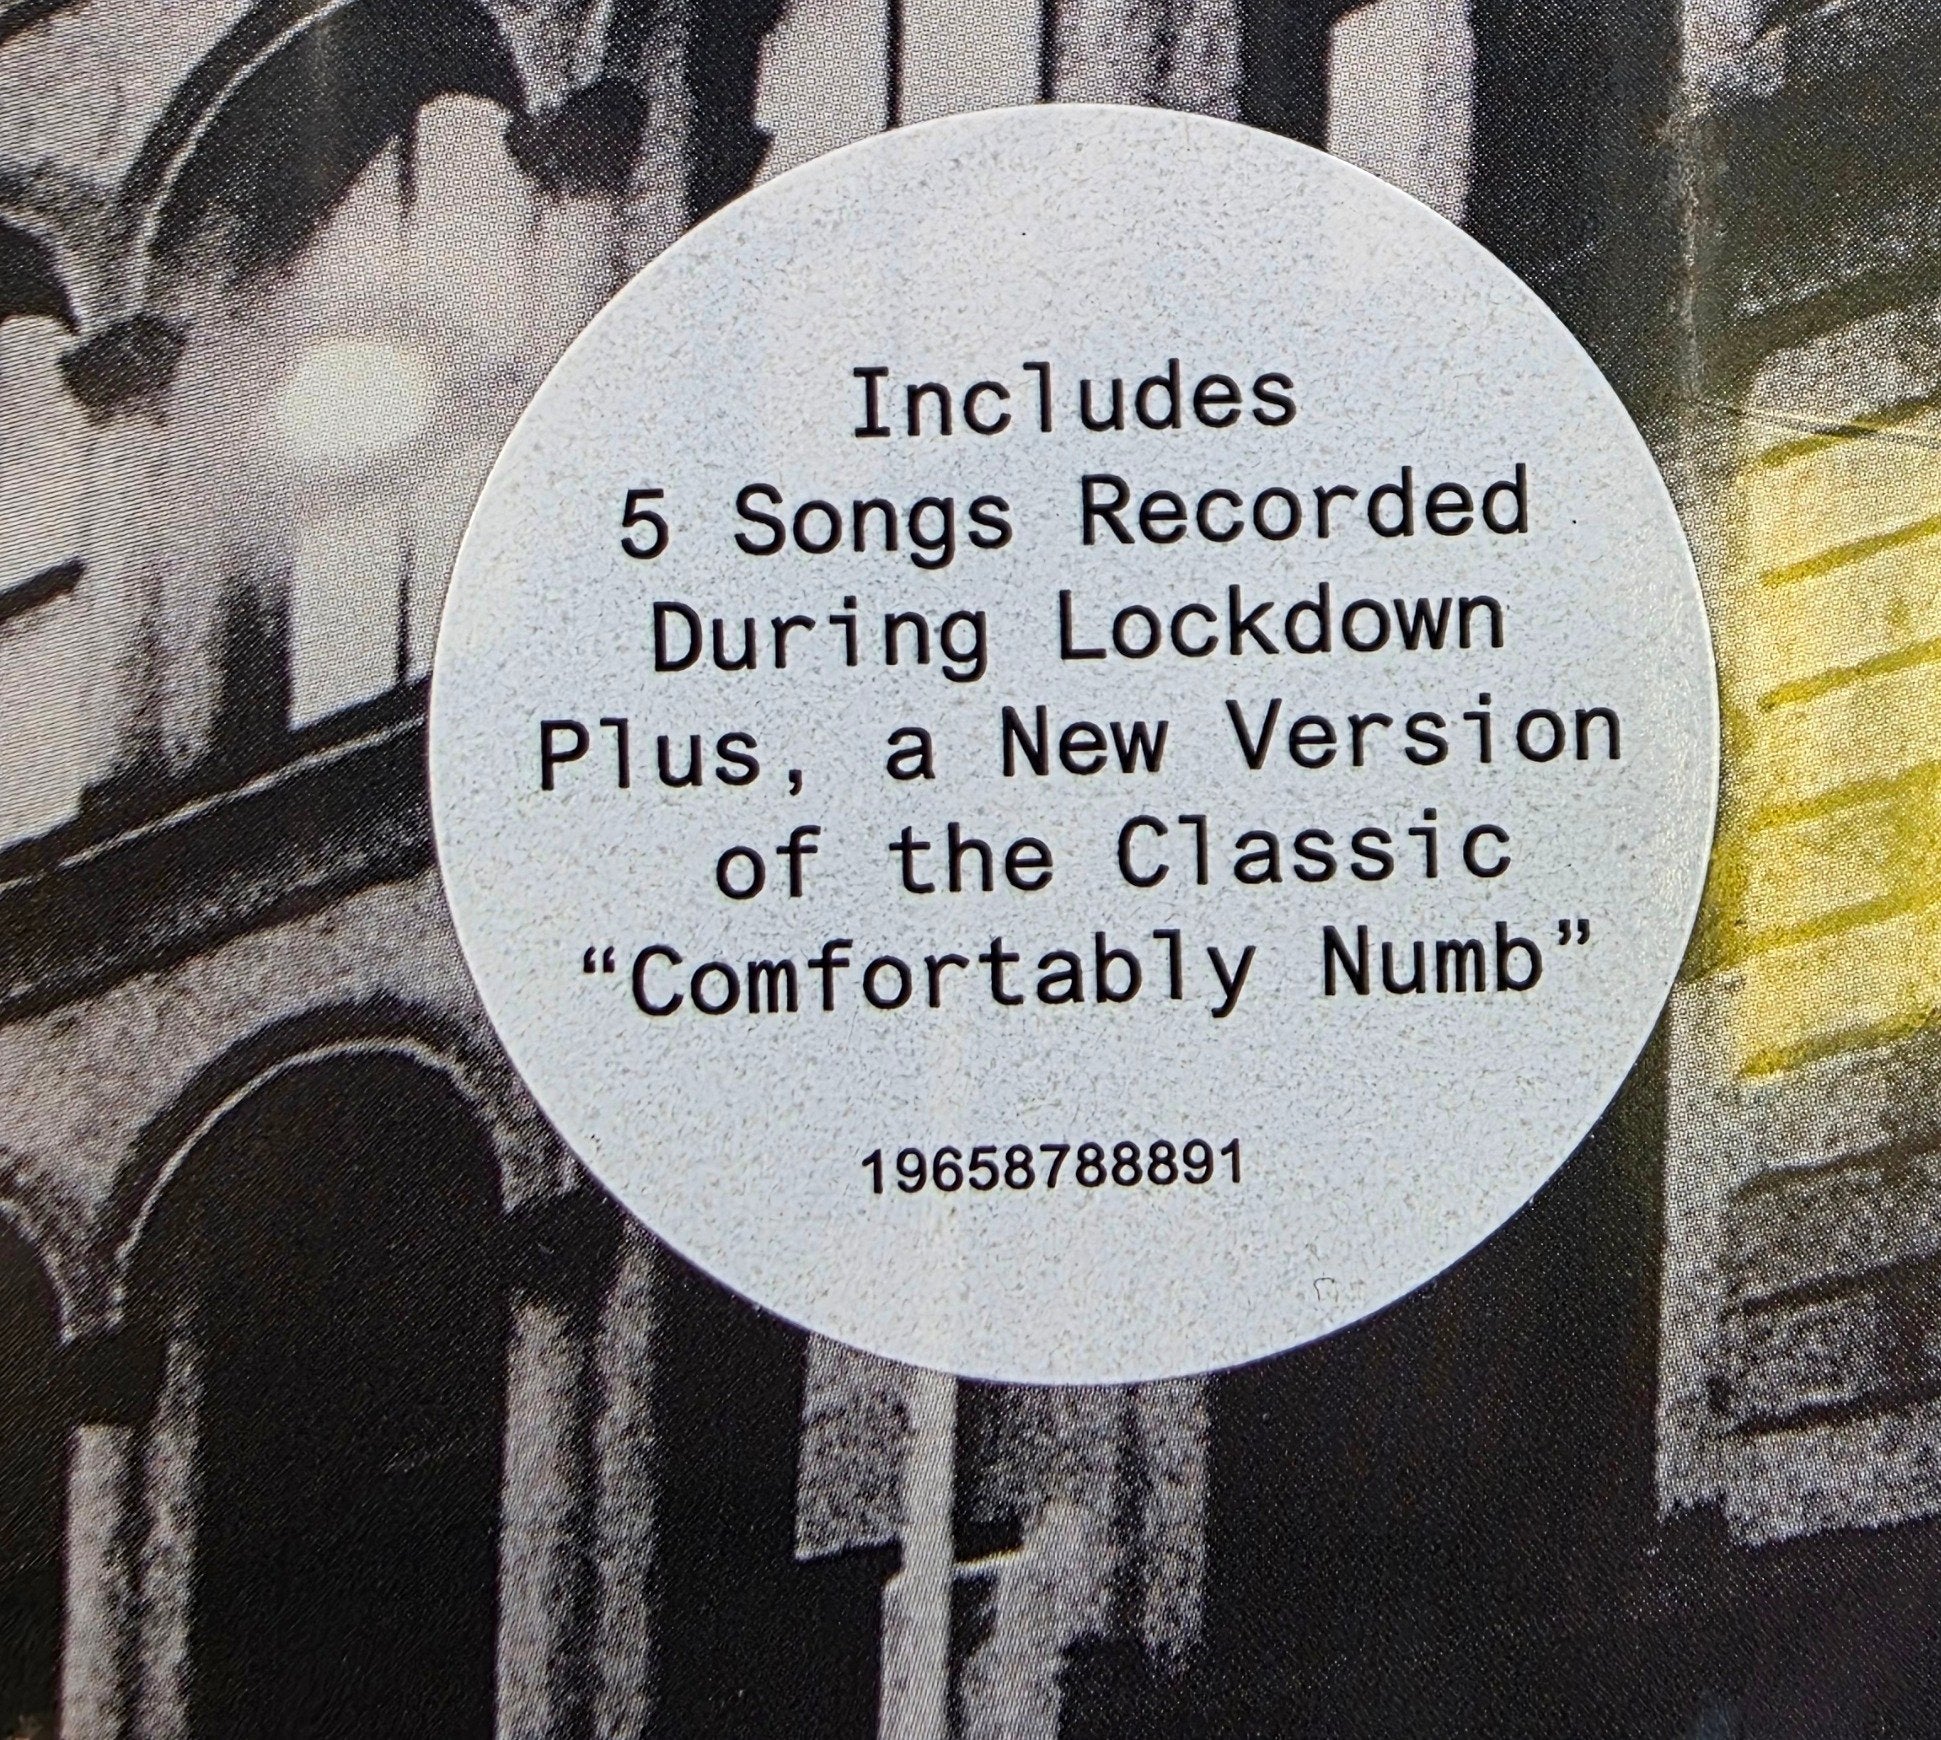 Includes
5 Songs Recorded
During Lockdown
Plus, a New Version
of the Classic
“Comfortably Numb”
19658788891